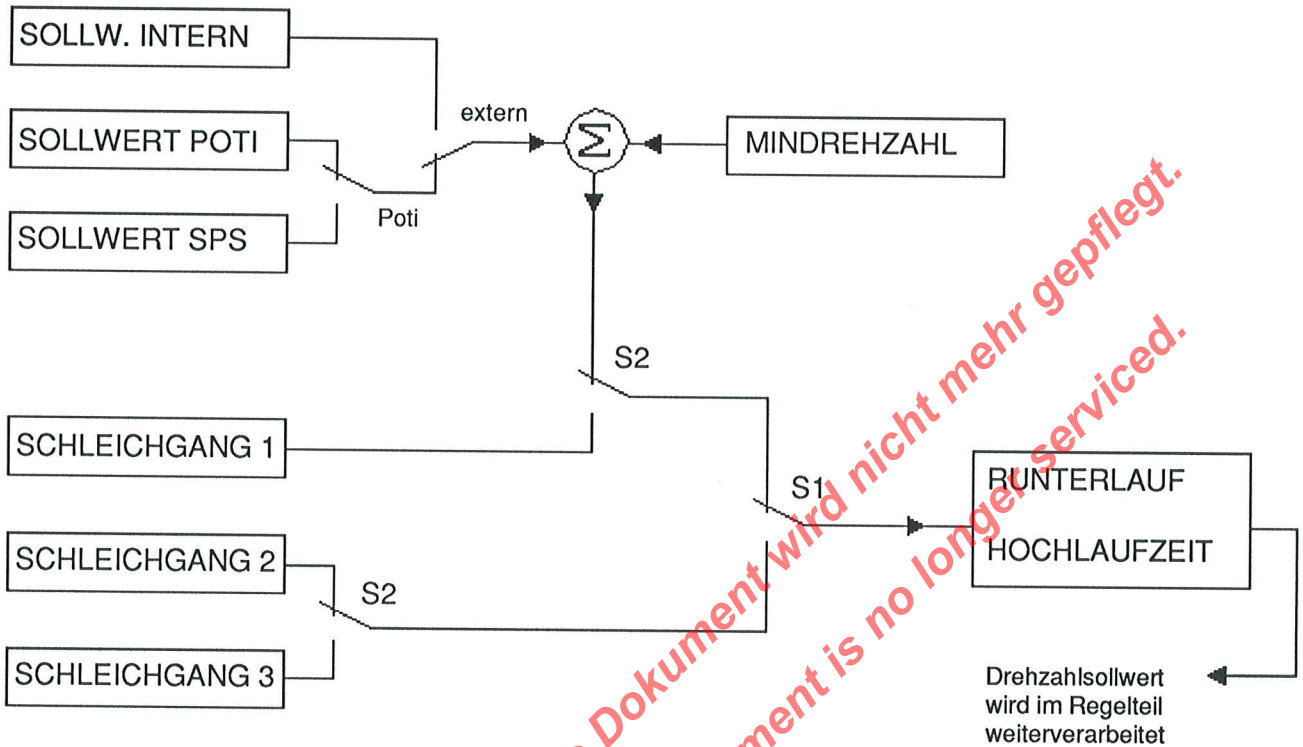 SOLLW. INTERN
extern
SOLLWERT POTI
MINDREHZAHL
Poti
SOLLWERT SPS
Σ
S2
SCHLEICHGANG 1
S1
RUNTERLAUF
HOCHLAUFZEIT
SCHLEICHGANG 2
S2
SCHLEICHGANG 3
Drehzahlsollwert
wird im Regelteil
weiterverarbeitet
Dokument wird nicht mehr gepflegt.
is no longer serviced.